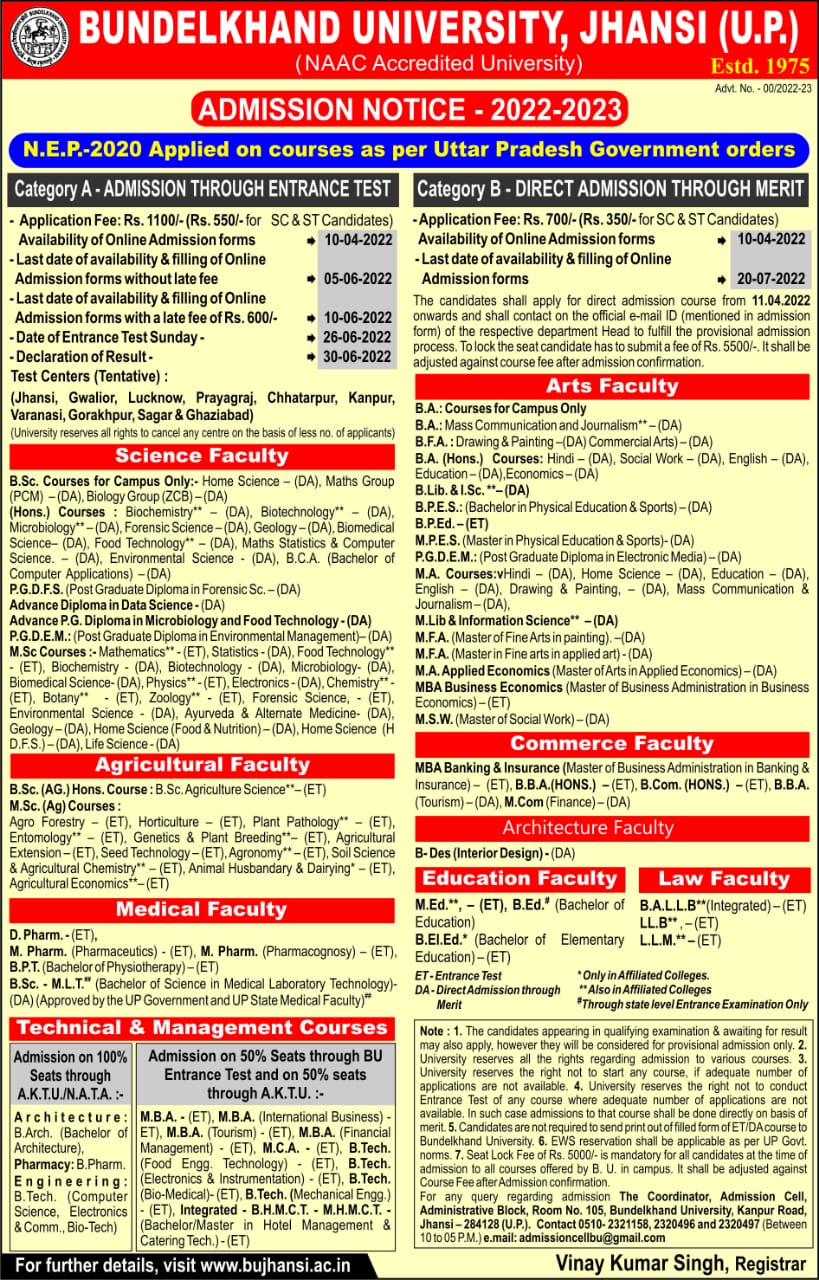 BUNDELKHAND UNIVERSITY, JHANSI (U.P.)
(NAAC Accredited University)
Estd. 1975
Advt. No. - 00/2022-23
ADMISSION NOTICE - 2022-2023
N.E.P.-2020 Applied on courses as per Uttar Pradesh Government orders
Category A - ADMISSION THROUGH ENTRANCE TEST
- Application Fee: Rs. 1100/- (Rs. 550/- for SC & ST Candidates)
Availability of Online Admission forms ➡ 10-04-2022
- Last date of availability & filling of Online
Admission forms without late fee ➡ 05-06-2022
- Last date of availability & filling of Online
Admission forms with a late fee of Rs. 600/- ➡ 10-06-2022
- Date of Entrance Test Sunday - ➡ 26-06-2022
- Declaration of Result - ➡ 30-06-2022
Test Centers (Tentative) :
(Jhansi, Gwalior, Lucknow, Prayagraj, Chhatarpur, Kanpur,
Varanasi, Gorakhpur, Sagar & Ghaziabad)
(University reserves all rights to cancel any centre on the basis of less no. of applicants)
Science Faculty
B.Sc. Courses for Campus Only:- Home Science – (DA), Maths Group
(PCM) – (DA), Biology Group (ZCB) – (DA)
(Hons.) Courses : Biochemistry** – (DA), Biotechnology** – (DA),
Microbiology** – (DA), Forensic Science – (DA), Geology – (DA), Biomedical
Science– (DA), Food Technology** – (DA), Maths Statistics & Computer
Science. – (DA), Environmental Science - (DA), B.C.A. (Bachelor of
Computer Applications) – (DA)
P.G.D.F.S. (Post Graduate Diploma in Forensic Sc. – (DA)
Advance Diploma in Data Science - (DA)
Advance P.G. Diploma in Microbiology and Food Technology - (DA)
P.G.D.E.M.: (Post Graduate Diploma in Environmental Management)– (DA)
M.Sc Courses :- Mathematics** - (ET), Statistics - (DA), Food Technology**
- (ET), Biochemistry - (DA), Biotechnology - (DA), Microbiology- (DA),
Biomedical Science- (DA), Physics** - (ET), Electronics - (DA), Chemistry** -
(ET), Botany** - (ET), Zoology** - (ET), Forensic Science, - (ET),
Environmental Science - (DA), Ayurveda & Alternate Medicine- (DA),
Geology – (DA), Home Science (Food & Nutrition) – (DA), Home Science (H
D.F.S.) – (DA), Life Science - (DA)
Agricultural Faculty
B.Sc. (AG.) Hons. Course : B.Sc. Agriculture Science**– (ET)
M.Sc. (Ag) Courses :
Agro Forestry – (ET), Horticulture – (ET), Plant Pathology** – (ET),
Entomology** – (ET), Genetics & Plant Breeding**– (ET), Agricultural
Extension – (ET), Seed Technology – (ET), Agronomy** – (ET), Soil Science
& Agricultural Chemistry** – (ET), Animal Husbandary & Dairying* – (ET),
Agricultural Economics**– (ET)
Medical Faculty
D. Pharm. - (ET),
M. Pharm. (Pharmaceutics) - (ET), M. Pharm. (Pharmacognosy) – (ET),
B.P.T. (Bachelor of Physiotherapy) – (ET)
B.Sc. - M.L.T.## (Bachelor of Science in Medical Laboratory Technology)-
(DA) (Approved by the UP Government and UP State Medical Faculty)##
Technical & Management Courses
Admission on 100%
Seats through
A.K.T.U./N.A.T.A. :-
Architecture:
B.Arch. (Bachelor of
Architecture),
Pharmacy: B.Pharm.
Engineering:
B.Tech. (Computer
Science, Electronics
& Comm., Bio-Tech)
Admission on 50% Seats through BU
Entrance Test and on 50% seats
through A.K.T.U. :-
M.B.A. - (ET), M.B.A. (International Business) -
ET), M.B.A. (Tourism) - (ET), M.B.A. (Financial
Management) - (ET), M.C.A. - (ET), B.Tech.
(Food Engg. Technology) - (ET), B.Tech.
(Electronics & Instrumentation) - (ET), B.Tech.
(Bio-Medical)- (ET), B.Tech. (Mechanical Engg.)
- (ET), Integrated - B.H.M.C.T. - M.H.M.C.T. -
(Bachelor/Master in Hotel Management &
Catering Tech.) - (ET)
For further details, visit www.bujhansi.ac.in
Category B - DIRECT ADMISSION THROUGH MERIT
- Application Fee: Rs. 700/- (Rs. 350/- for SC & ST Candidates)
Availability of Online Admission forms ➡ 10-04-2022
- Last date of availability & filling of Online
Admission forms ➡ 20-07-2022
The candidates shall apply for direct admission course from 11.04.2022
onwards and shall contact on the official e-mail ID (mentioned in admission
form) of the respective department Head to fulfill the provisional admission
process. To lock the seat candidate has to submit a fee of Rs. 5500/-. It shall be
adjusted against course fee after admission confirmation.
Arts Faculty
B.A.: Courses for Campus Only
B.A.: Mass Communication and Journalism** – (DA)
B.F.A. : Drawing & Painting –(DA) Commercial Arts) – (DA)
B.A. (Hons.) Courses: Hindi – (DA), Social Work – (DA), English – (DA),
Education – (DA),Economics – (DA)
B.Lib. & I.Sc. **– (DA)
B.P.E.S.: (Bachelor in Physical Education & Sports) – (DA)
B.P.Ed. – (ET)
M.P.E.S. (Master in Physical Education & Sports)- (DA)
P.G.D.E.M.: (Post Graduate Diploma in Electronic Media) – (DA)
M.A. Courses:vHindi – (DA), Home Science – (DA), Education – (DA),
English – (DA), Drawing & Painting, – (DA), Mass Communication &
Journalism – (DA),
M.Lib & Information Science** – (DA)
M.F.A. (Master of Fine Arts in painting). –(DA)
M.F.A. (Master in Fine arts in applied art) - (DA)
M.A. Applied Economics (Master of Arts in Applied Economics) – (DA)
MBA Business Economics (Master of Business Administration in Business
Economics) – (ET)
M.S.W. (Master of Social Work) – (DA)
Commerce Faculty
MBA Banking & Insurance (Master of Business Administration in Banking &
Insurance) – (ET), B.B.A.(HONS.) – (ET), B.Com. (HONS.) – (ET), B.B.A.
(Tourism) – (DA), M.Com (Finance) – (DA)
Architecture Faculty
B- Des (Interior Design) - (DA)
Education Faculty
M.Ed.**, – (ET), B.Ed.# (Bachelor of
Education)
B.El.Ed.* (Bachelor of Elementary
Education) – (ET)
Law Faculty
B.A.L.L.B**(Integrated) – (ET)
LL.B** , – (ET)
L.L.M.** – (ET)
ET - Entrance Test
DA - Direct Admission through
Merit
* Only in Affiliated Colleges.
** Also in Affiliated Colleges
#Through state level Entrance Examination Only
Note : 1. The candidates appearing in qualifying examination & awaiting for result
may also apply, however they will be considered for provisional admission only. 2.
University reserves all the rights regarding admission to various courses. 3.
University reserves the right not to start any course, if adequate number of
applications are not available. 4. University reserves the right not to conduct
Entrance Test of any course where adequate number of applications are not
available. In such case admissions to that course shall be done directly on basis of
merit. 5. Candidates are not required to send print out of filled form of ET/DA course to
Bundelkhand University. 6. EWS reservation shall be applicable as per UP Govt.
norms. 7. Seat Lock Fee of Rs. 5000/- is mandatory for all candidates at the time of
admission to all courses offered by B. U. in campus. It shall be adjusted against
Course Fee after Admission confirmation.
For any query regarding admission The Coordinator, Admission Cell,
Administrative Block, Room No. 105, Bundelkhand University, Kanpur Road,
Jhansi – 284128 (U.P.). Contact 0510- 2321158, 2320496 and 2320497 (Between
10 to 05 P.M.) e.mail: admissioncellbu@gmail.com
Vinay Kumar Singh, Registrar